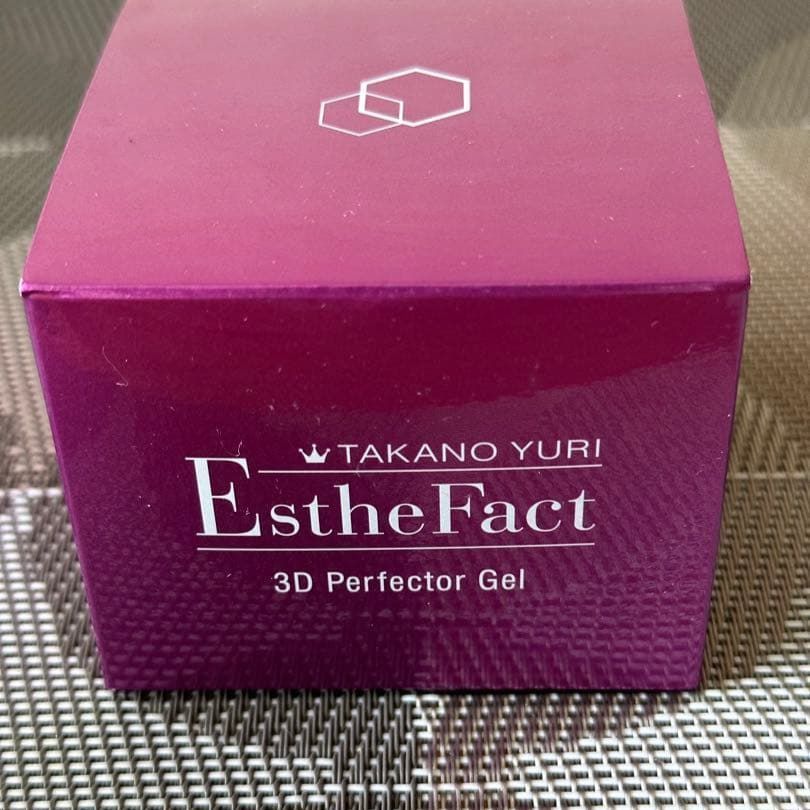 TAKANO YURI
EstheFact
3D Perfector Gel